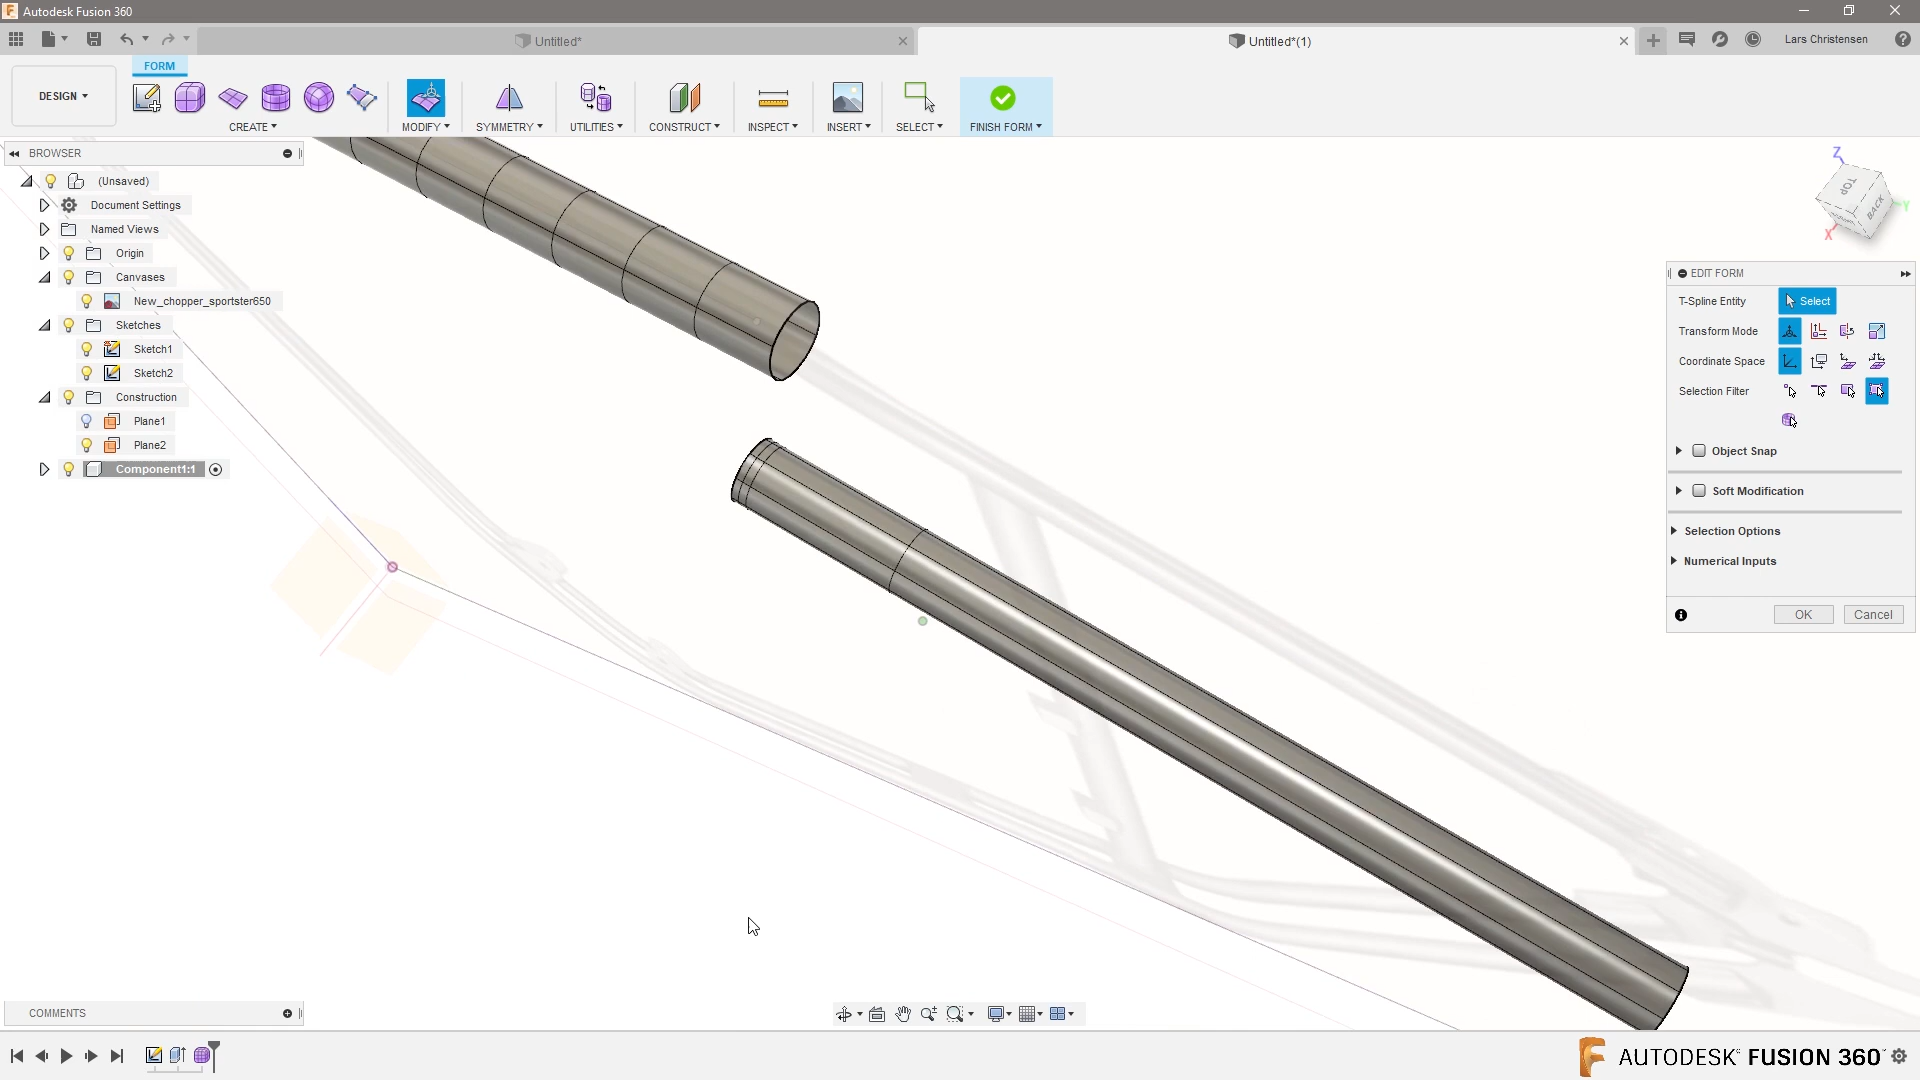 Autodesk Fusion 360
Untitled*
Untitled*(1)
Lars Christensen
FORM
DESIGN
CREATE
MODIFY
SYMMETRY
UTILITIES
CONSTRUCT
INSPECT
INSERT
SELECT
FINISH FORM
BROWSER
(Unsaved)
Document Settings
Named Views
Origin
Canvases
New_chopper_sportster650
Sketches
Sketch1
Sketch2
Construction
Plane1
Plane2
Component1:1
Z
TOP
BACK
Y
X
EDIT FORM
T-Spline Entity
Select
Transform Mode
Coordinate Space
Selection Filter
Object Snap
Soft Modification
Selection Options
Numerical Inputs
OK
Cancel
COMMENTS
AUTODESK® FUSION 360™